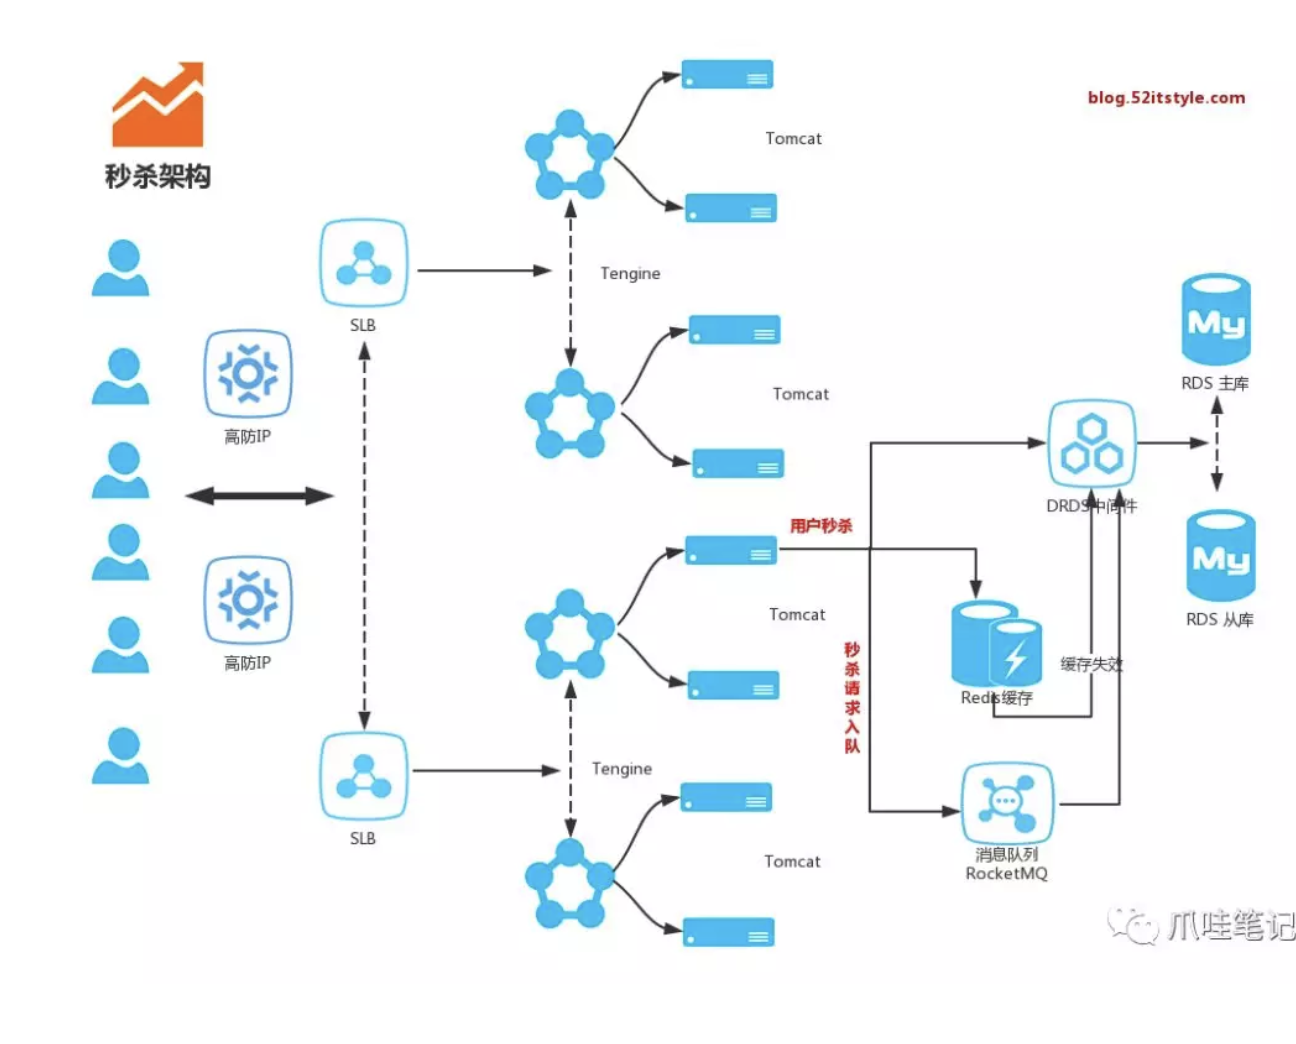 秒杀架构
blog.52itstyle.com
Tomcat
SLB
Tengine
高防IP
Tomcat
My
RDS 主库
DRDS中间件
用户秒杀
My
RDS 从库
高防IP
Tomcat
秒杀请求入队
Redis缓存
缓存失效
SLB
Tengine
Tomcat
消息队列
RocketMQ
爪哇笔记